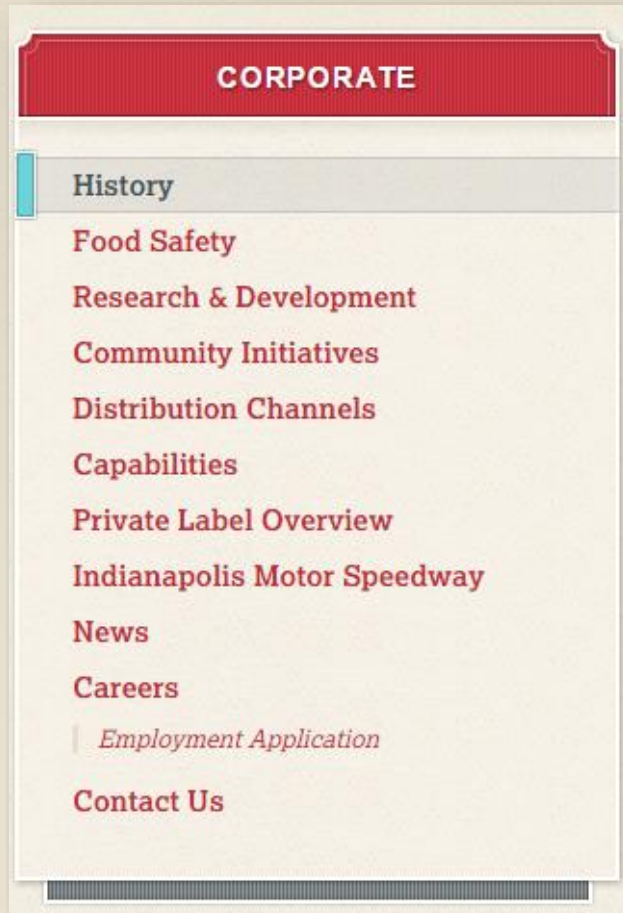 CORPORATE
History
Food Safety
Research & Development
Community Initiatives
Distribution Channels
Capabilities
Private Label Overview
Indianapolis Motor Speedway
News
Careers
Employment Application
Contact Us